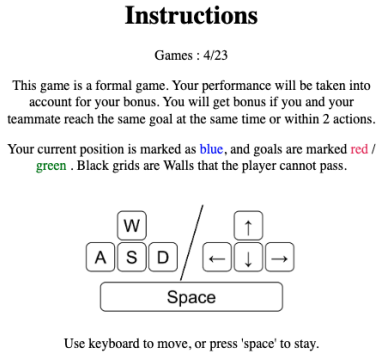 Instructions
Games : 4/23
This game is a formal game. Your performance will be taken into
account for your bonus. You will get bonus if you and your
teammate reach the same goal at the same time or within 2 actions.
Your current position is marked as blue, and goals are marked red /
green . Black grids are Walls that the player cannot pass.
W ↑
A S D / ← ↓ →
Space
Use keyboard to move, or press 'space' to stay.